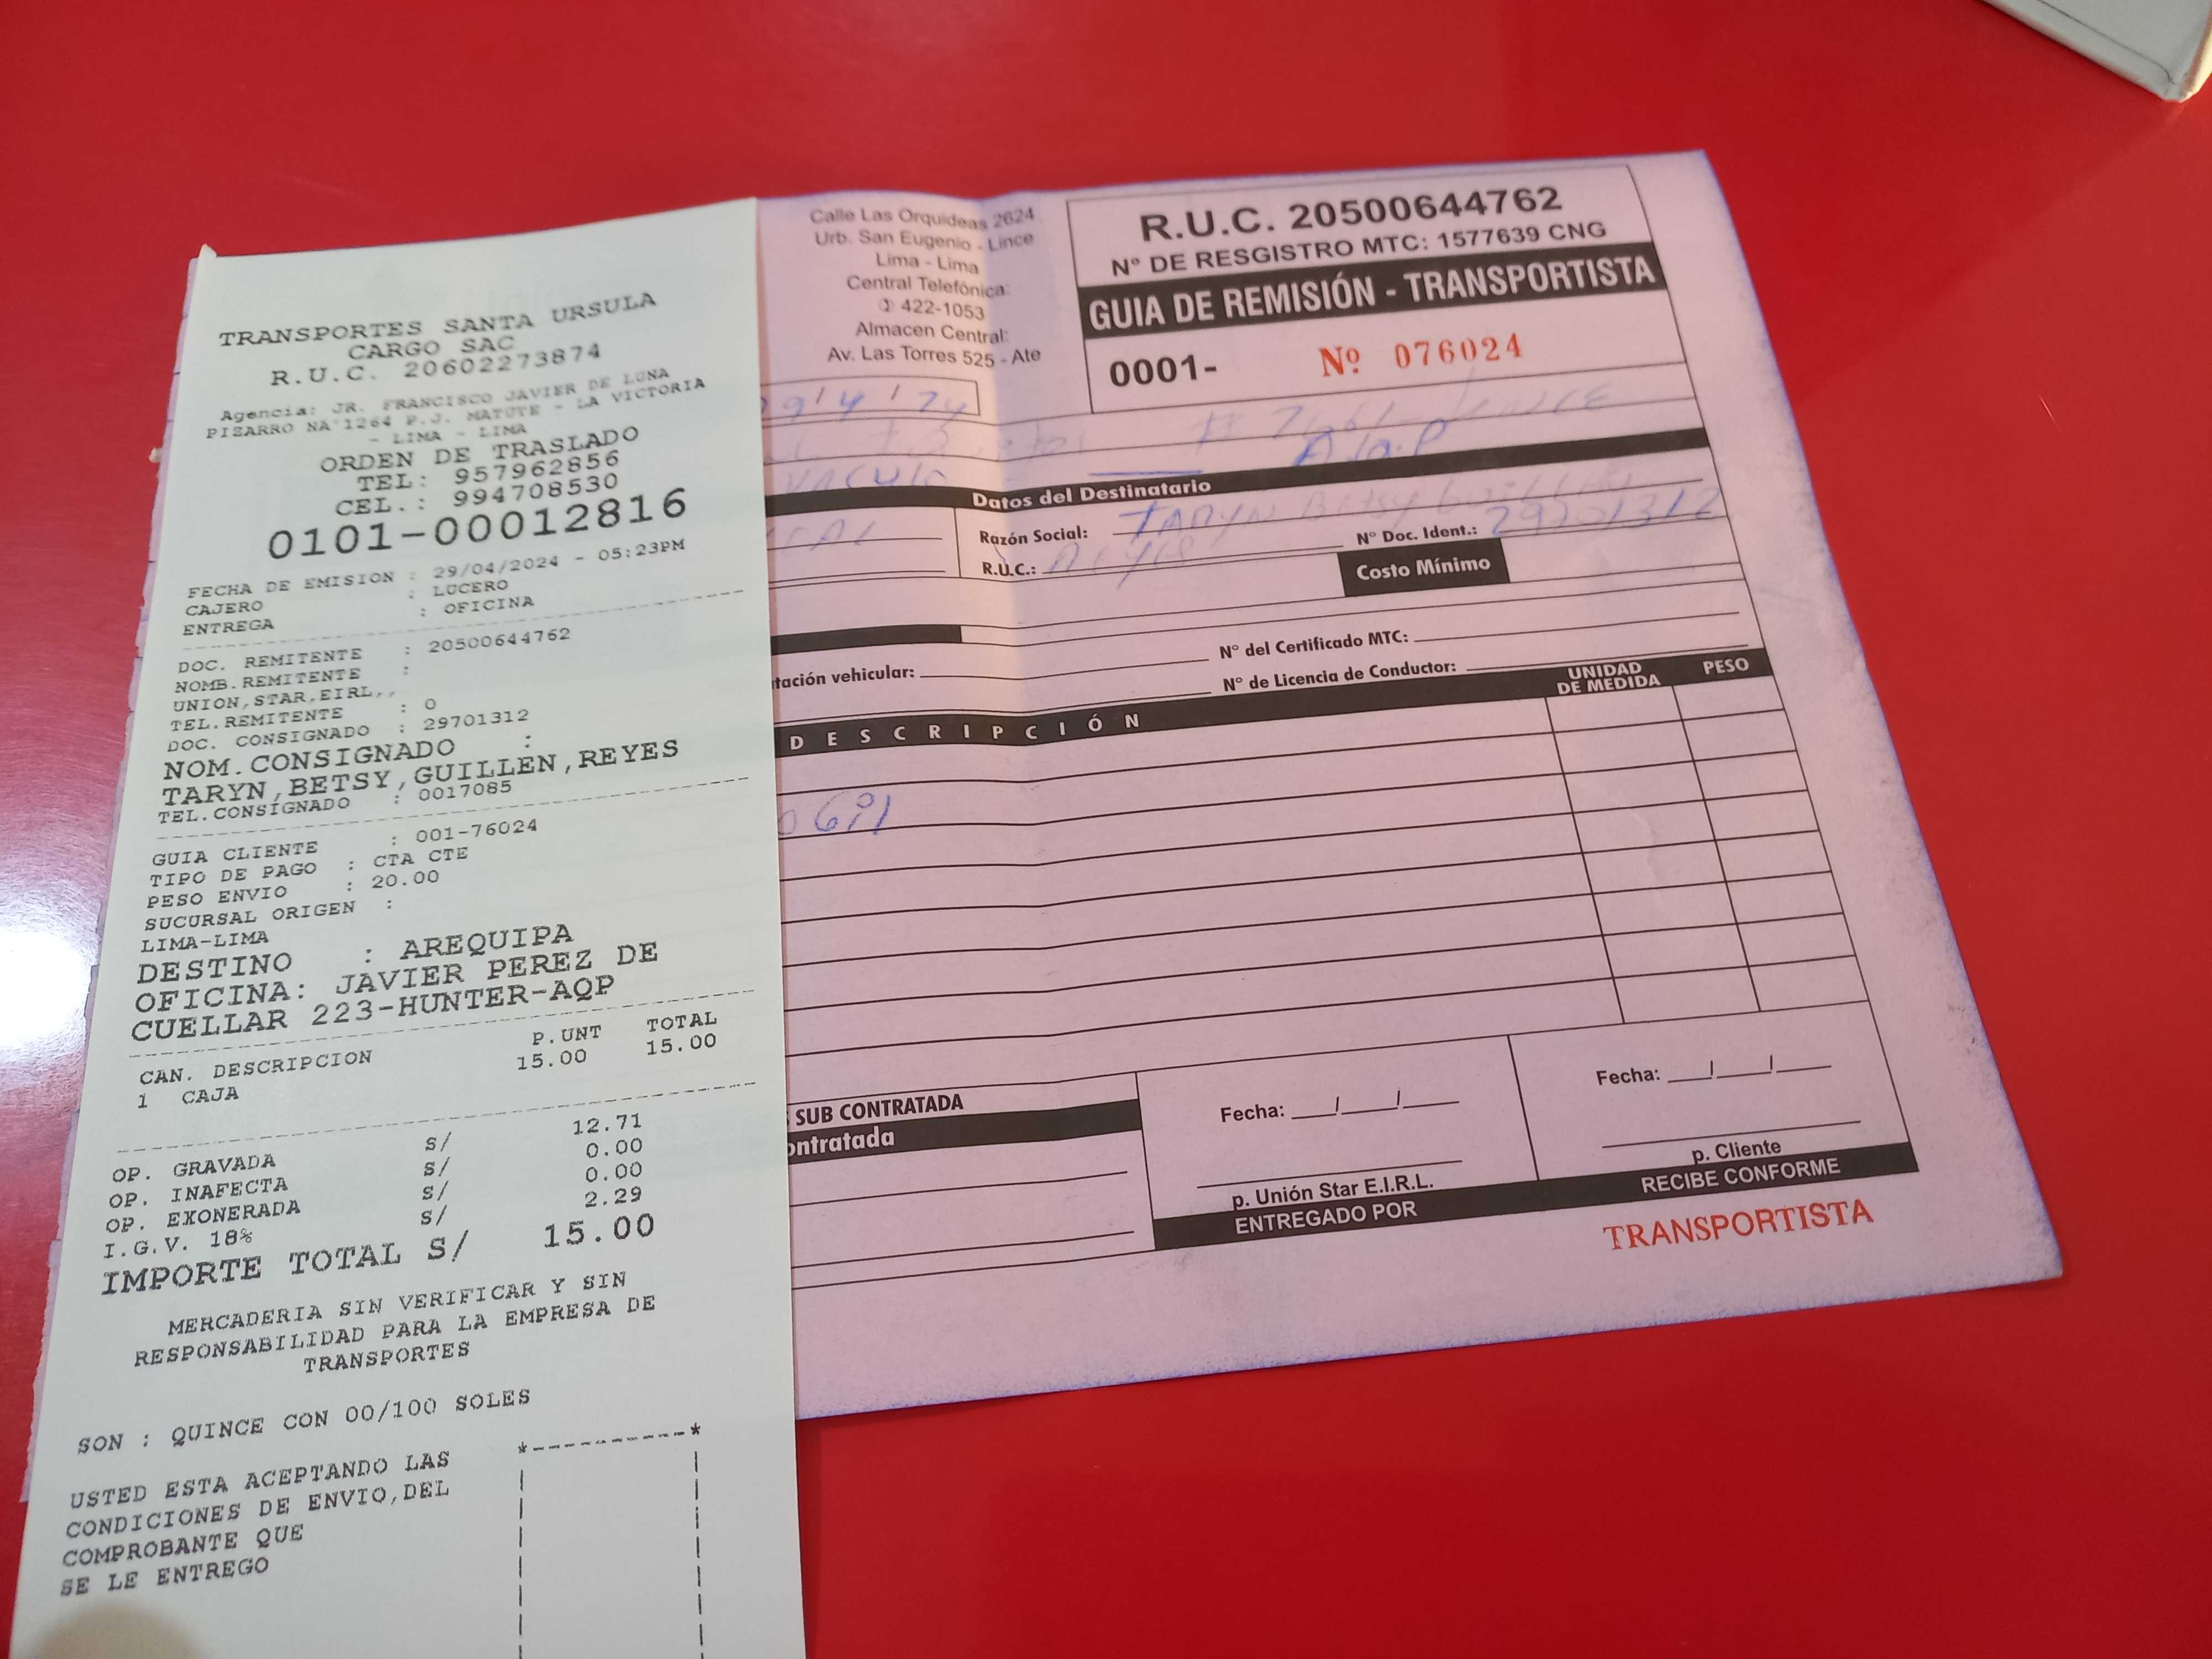 TRANSPORTES SANTA URSULA
CARGO SAC
R.U.C. 20602273874
Agencia: JR. FRANCISCO JAVIER DE LUNA
PIZARRO NA°1264 P.J. MATUTE - LA VICTORIA
- LIMA - LIMA
ORDEN DE TRASLADO
TEL: 957962856
CEL.: 994708530
0101-00012816
FECHA DE EMISION : 29/04/2024 - 05:23PM
CAJERO : LUCERO
ENTREGA : OFICINA
DOC. REMITENTE : 20500644762
NOMB.REMITENTE :
UNION,STAR,EIRL,,
TEL.REMITENTE : 0
DOC. CONSIGNADO : 29701312
NOM.CONSIGNADO :
TARYN,BETSY,GUILLEN,REYES
TEL.CONSIGNADO : 0017085
GUIA CLIENTE : 001-76024
TIPO DE PAGO : CTA CTE
PESO ENVIO : 20.00
SUCURSAL ORIGEN :
LIMA-LIMA
DESTINO : AREQUIPA
OFICINA: JAVIER PEREZ DE
CUELLAR 223-HUNTER-AQP
CAN. DESCRIPCION P.UNT TOTAL
1 CAJA 15.00 15.00
OP. GRAVADA S/ 12.71
OP. INAFECTA S/ 0.00
OP. EXONERADA S/ 0.00
I.G.V. 18% S/ 2.29
IMPORTE TOTAL S/ 15.00
MERCADERIA SIN VERIFICAR Y SIN
RESPONSABILIDAD PARA LA EMPRESA DE
TRANSPORTES
SON : QUINCE CON 00/100 SOLES
USTED ESTA ACEPTANDO LAS
CONDICIONES DE ENVIO,DEL
COMPROBANTE QUE
SE LE ENTREGO
Calle Las Orquideas 2624
Urb. San Eugenio - Lince
Lima - Lima
Central Telefónica:
✆ 422-1053
Almacen Central:
Av. Las Torres 525 - Ate
R.U.C. 20500644762
N° DE RESGISTRO MTC: 1577639 CNG
GUIA DE REMISIÓN - TRANSPORTISTA
0001- Nº 076024
Datos del Destinatario
Razón Social: TARYN Betsy
N° Doc. Ident.: 29701312
R.U.C.:
Costo Mínimo
N° del Certificado MTC:
tación vehicular:
N° de Licencia de Conductor:
DESCRIPCIÓN UNIDAD DE MEDIDA PESO
SUB CONTRATADA
ontratada
Fecha: __/__/__
p. Unión Star E.I.R.L.
ENTREGADO POR
Fecha: __/__/__
p. Cliente
RECIBE CONFORME
TRANSPORTISTA